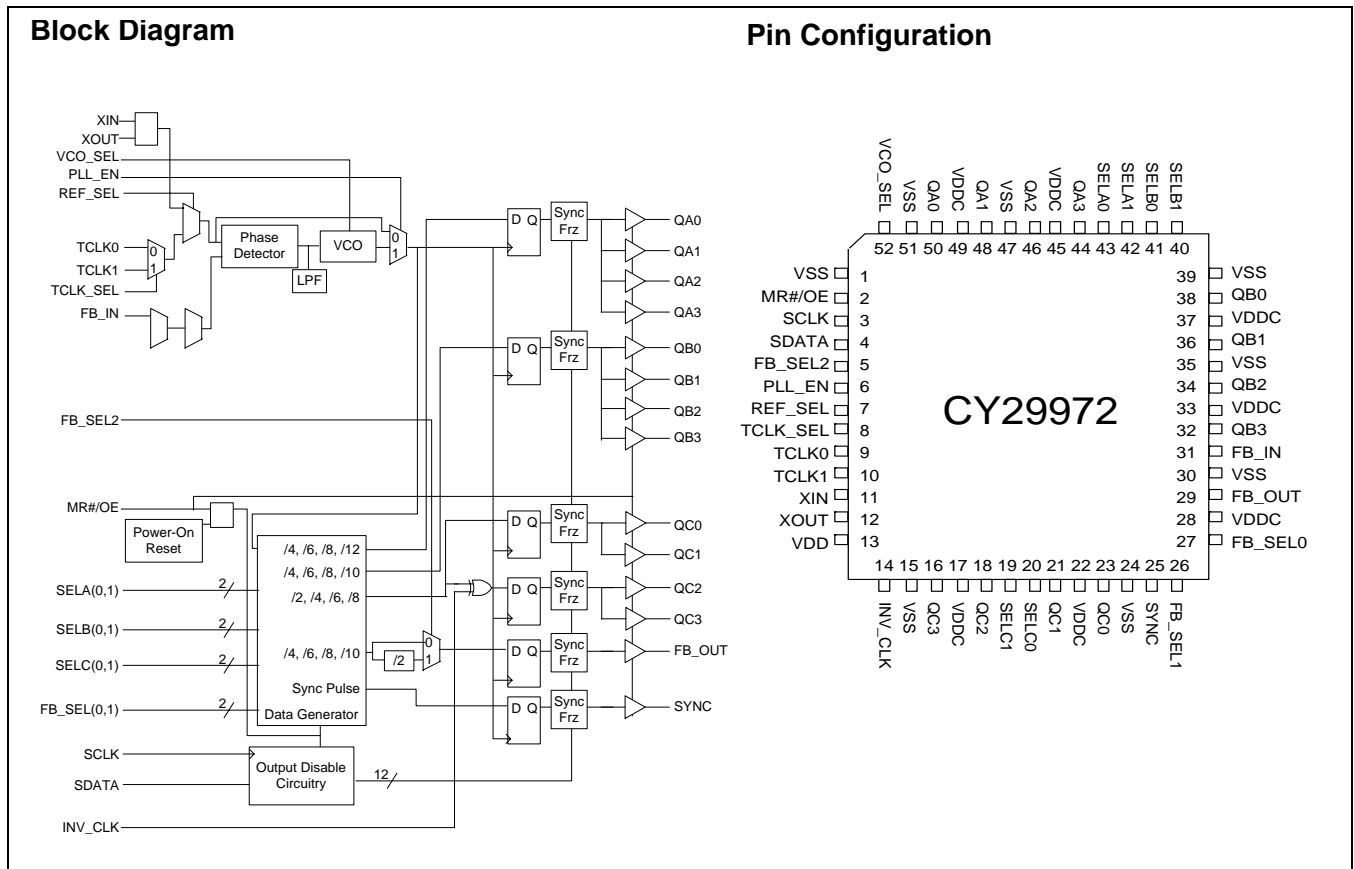 Block Diagram
Pin Configuration
XIN
XOUT
VCO_SEL
PLL_EN
REF_SEL
TCLK0
TCLK1
TCLK_SEL
FB_IN
0
1
Phase
Detector
LPF
VCO
0
1
FB_SEL2
MR#/OE
Power-On
Reset
SELA(0,1)
2
SELB(0,1)
2
SELC(0,1)
2
FB_SEL(0,1)
2
/4, /6, /8, /12
/4, /6, /8, /10
/2, /4, /6, /8
/4, /6, /8, /10
/2
0
1
Sync Pulse
Data Generator
SCLK
SDATA
Output Disable
Circuitry
12
INV_CLK
D Q
Sync
Frz
QA0
QA1
QA2
QA3
D Q
Sync
Frz
QB0
QB1
QB2
QB3
D Q
Sync
Frz
QC0
QC1
D Q
Sync
Frz
QC2
QC3
D Q
Sync
Frz
FB_OUT
D Q
Sync
Frz
SYNC
VCO_SEL
VSS
QA0
VDDC
QA1
VSS
QA2
VDDC
QA3
SELA0
SELA1
SELB0
SELB1
52 51 50 49 48 47 46 45 44 43 42 41 40
VSS 1
MR#/OE 2
SCLK 3
SDATA 4
FB_SEL2 5
PLL_EN 6
REF_SEL 7
TCLK_SEL 8
TCLK0 9
TCLK1 10
XIN 11
XOUT 12
VDD 13
CY29972
39 VSS
38 QB0
37 VDDC
36 QB1
35 VSS
34 QB2
33 VDDC
32 QB3
31 FB_IN
30 VSS
29 FB_OUT
28 VDDC
27 FB_SEL0
14 15 16 17 18 19 20 21 22 23 24 25 26
INV_CLK
VSS
QC3
VDDC
QC2
SELC1
SELC0
QC1
VDDC
QC0
VSS
SYNC
FB_SEL1